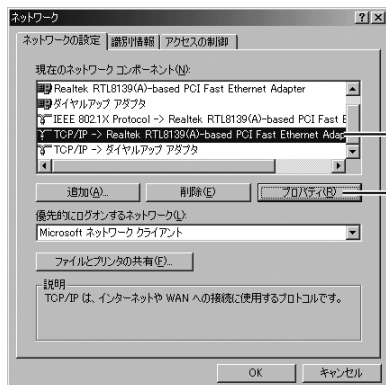 ネットワーク
ネットワークの設定 識別情報 アクセスの制御
現在のネットワーク コンポーネント(N):
Realtek RTL8139(A)-based PCI Fast Ethernet Adapter
ダイヤルアップ アダプタ
IEEE 802.1X Protocol -> Realtek RTL8139(A)-based PCI Fast E
TCP/IP -> Realtek RTL8139(A)-based PCI Fast Ethernet Adap
TCP/IP -> ダイヤルアップ アダプタ
追加(A)... 削除(E) プロパティ(R)
優先的にログオンするネットワーク(L):
Microsoft ネットワーク クライアント
ファイルとプリンタの共有(F)...
説明
TCP/IP は、インターネットや WAN への接続に使用するプロトコルです。
OK キャンセル